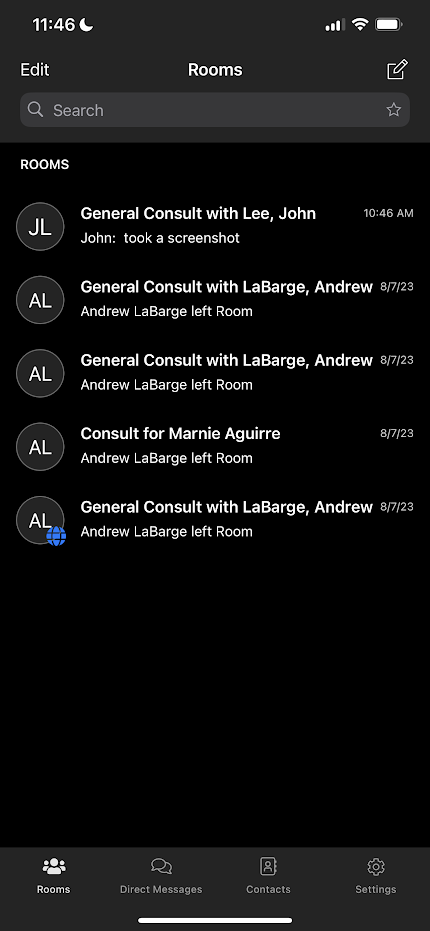 11:46
Edit
Rooms
Search
ROOMS
JL
General Consult with Lee, John
10:46 AM
John:  took a screenshot
AL
General Consult with LaBarge, Andrew
8/7/23
Andrew LaBarge left Room
AL
General Consult with LaBarge, Andrew
8/7/23
Andrew LaBarge left Room
AL
Consult for Marnie Aguirre
8/7/23
Andrew LaBarge left Room
AL
General Consult with LaBarge, Andrew
8/7/23
Andrew LaBarge left Room
Rooms
Direct Messages
Contacts
Settings